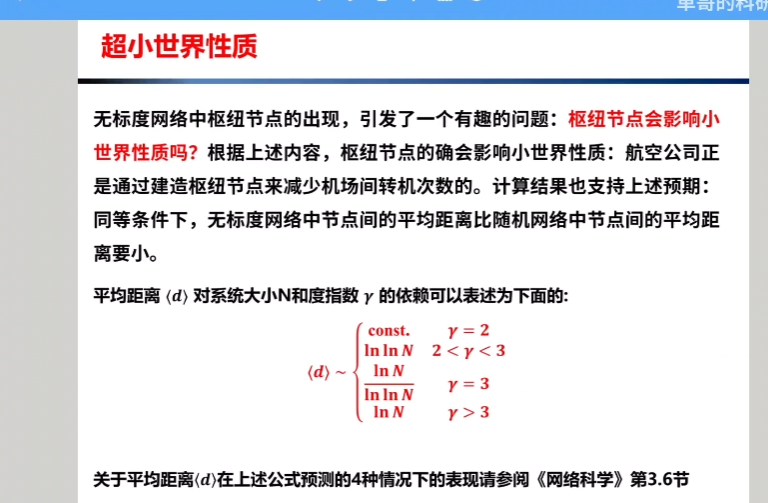 单哥的科研
超小世界性质
无标度网络中枢纽节点的出现，引发了一个有趣的问题：枢纽节点会影响小
世界性质吗？根据上述内容，枢纽节点的确会影响小世界性质：航空公司正
是通过建造枢纽节点来减少机场间转机次数的。计算结果也支持上述预期：
同等条件下，无标度网络中节点间的平均距离比随机网络中节点间的平均距
离要小。
平均距离 ⟨d⟩ 对系统大小N和度指数 γ 的依赖可以表述为下面的:
const. γ = 2
ln ln N 2 < γ < 3
⟨d⟩ ~ ln N / ln ln N γ = 3
ln N γ > 3
关于平均距离⟨d⟩在上述公式预测的4种情况下的表现请参阅《网络科学》第3.6节